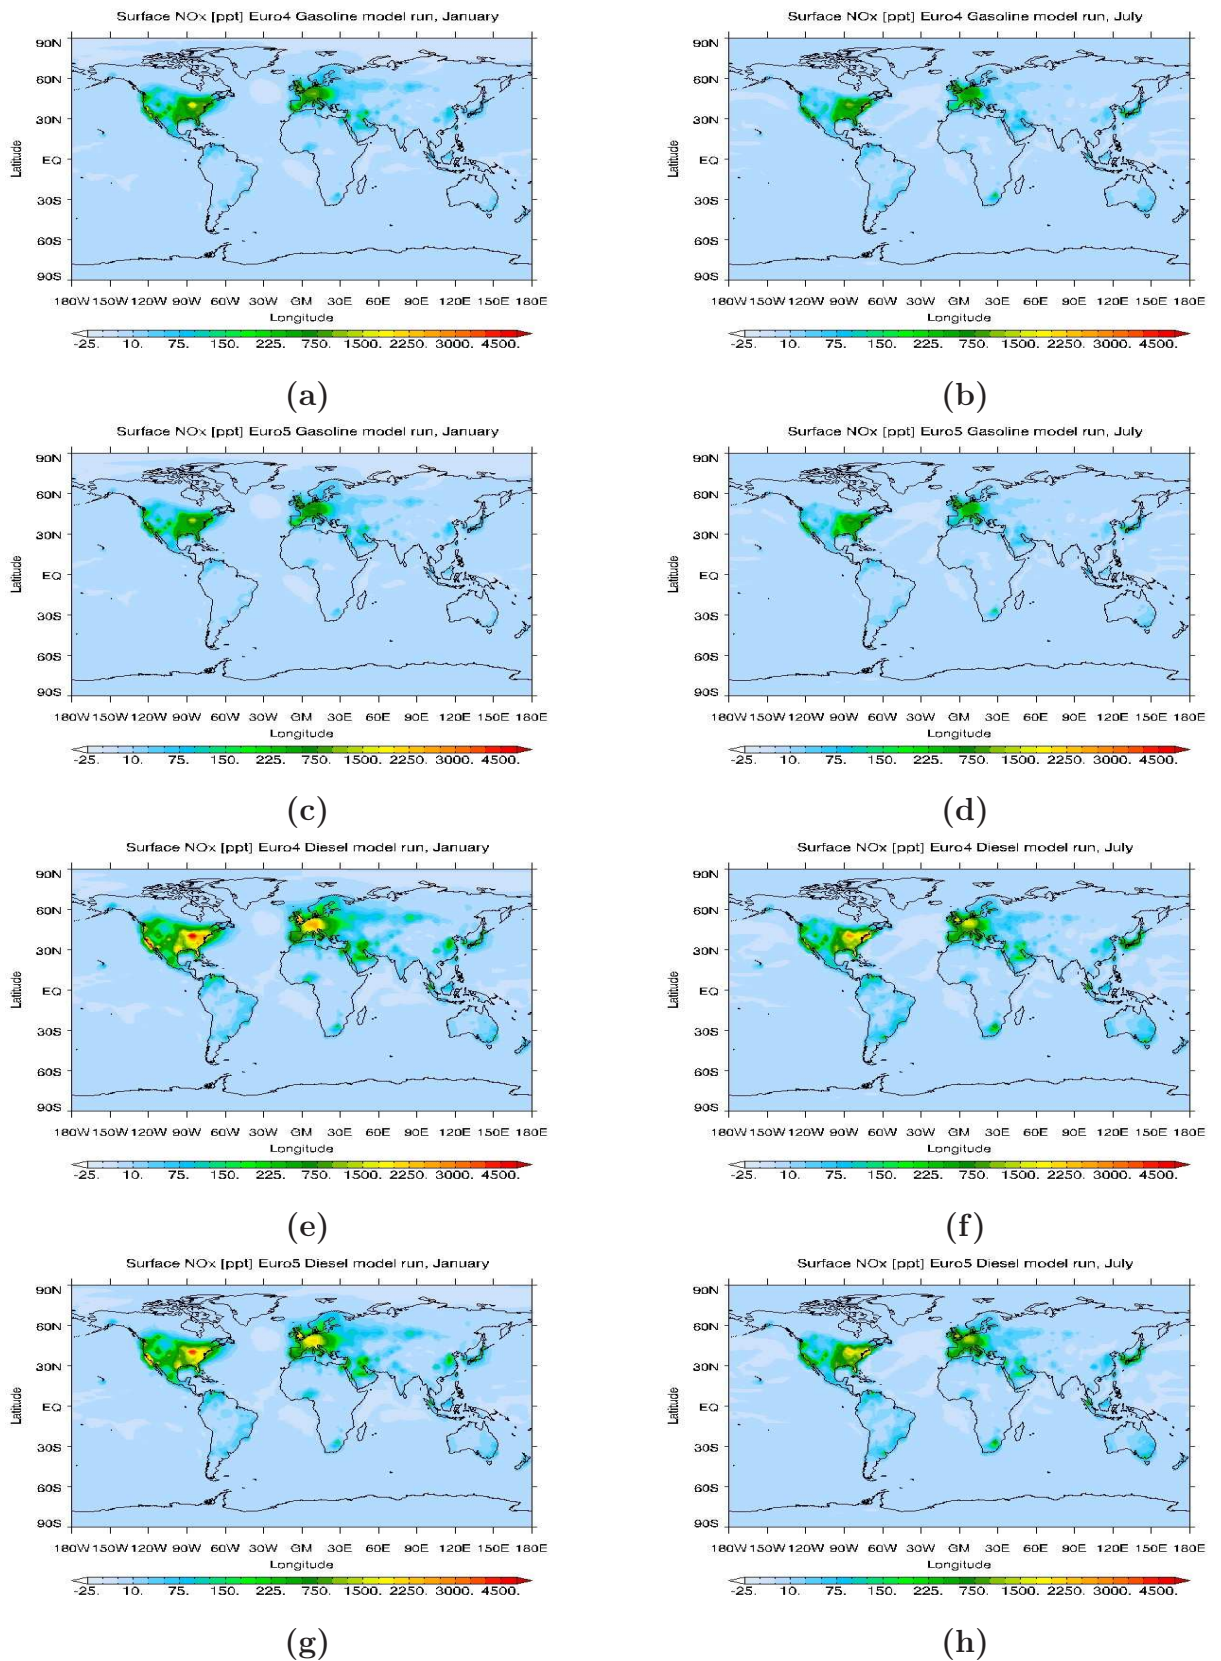 Surface NOx [ppt] Euro4 Gasoline model run, January
90N
60N
30N
EQ
30S
60S
90S
Latitude
180W 150W 120W 90W 60W 30W GM 30E 60E 90E 120E 150E 180E
Longitude
-25. 10. 75. 150. 225. 750. 1500. 2250. 3000. 4500.
(a)
Surface NOx [ppt] Euro4 Gasoline model run, July
90N
60N
30N
EQ
30S
60S
90S
Latitude
180W 150W 120W 90W 60W 30W GM 30E 60E 90E 120E 150E 180E
Longitude
-25. 10. 75. 150. 225. 750. 1500. 2250. 3000. 4500.
(b)
Surface NOx [ppt] Euro5 Gasoline model run, January
90N
60N
30N
EQ
30S
60S
90S
Latitude
180W 150W 120W 90W 60W 30W GM 30E 60E 90E 120E 150E 180E
Longitude
-25. 10. 75. 150. 225. 750. 1500. 2250. 3000. 4500.
(c)
Surface NOx [ppt] Euro5 Gasoline model run, July
90N
60N
30N
EQ
30S
60S
90S
Latitude
180W 150W 120W 90W 60W 30W GM 30E 60E 90E 120E 150E 180E
Longitude
-25. 10. 75. 150. 225. 750. 1500. 2250. 3000. 4500.
(d)
Surface NOx [ppt] Euro4 Diesel model run, January
90N
60N
30N
EQ
30S
60S
90S
Latitude
180W 150W 120W 90W 60W 30W GM 30E 60E 90E 120E 150E 180E
Longitude
-25. 10. 75. 150. 225. 750. 1500. 2250. 3000. 4500.
(e)
Surface NOx [ppt] Euro4 Diesel model run, July
90N
60N
30N
EQ
30S
60S
90S
Latitude
180W 150W 120W 90W 60W 30W GM 30E 60E 90E 120E 150E 180E
Longitude
-25. 10. 75. 150. 225. 750. 1500. 2250. 3000. 4500.
(f)
Surface NOx [ppt] Euro5 Diesel model run, January
90N
60N
30N
EQ
30S
60S
90S
Latitude
180W 150W 120W 90W 60W 30W GM 30E 60E 90E 120E 150E 180E
Longitude
-25. 10. 75. 150. 225. 750. 1500. 2250. 3000. 4500.
(g)
Surface NOx [ppt] Euro5 Diesel model run, July
90N
60N
30N
EQ
30S
60S
90S
Latitude
180W 150W 120W 90W 60W 30W GM 30E 60E 90E 120E 150E 180E
Longitude
-25. 10. 75. 150. 225. 750. 1500. 2250. 3000. 4500.
(h)